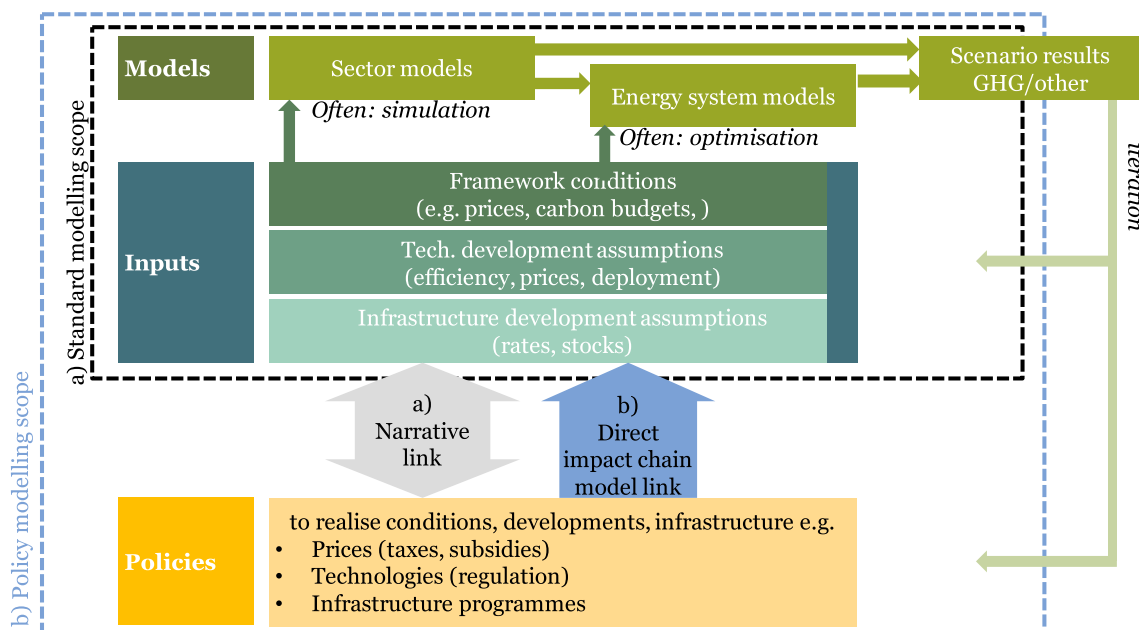 Models
Sector models
Often: simulation
Energy system models
Often: optimisation
Scenario results
GHG/other
iteration
a) Standard modelling scope
Inputs
Framework conditions
(e.g. prices, carbon budgets, )
Tech. development assumptions
(efficiency, prices, deployment)
Infrastructure development assumptions
(rates, stocks)
a)
Narrative
link
b)
Direct
impact chain
model link
b) Policy modelling scope
Policies
to realise conditions, developments, infrastructure e.g.
• Prices (taxes, subsidies)
• Technologies (regulation)
• Infrastructure programmes